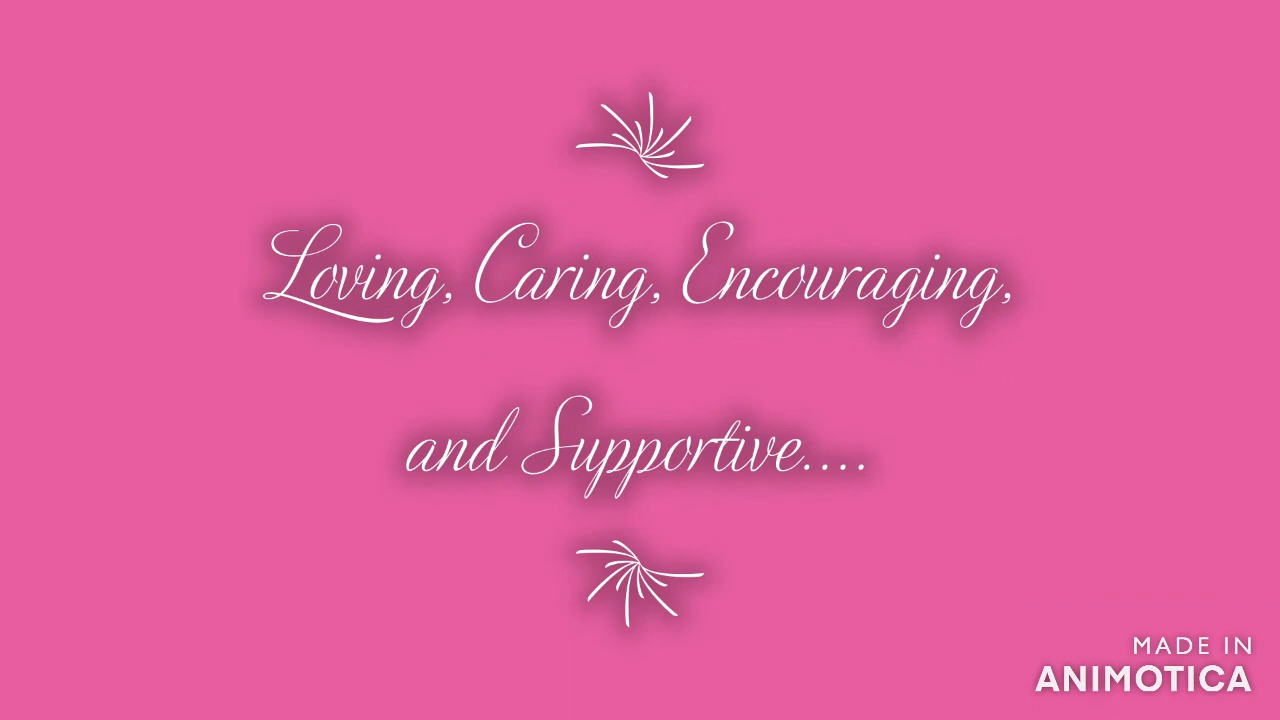 Loving, Caring, Encouraging,
and Supportive....
MADE IN
ANIMOTICA